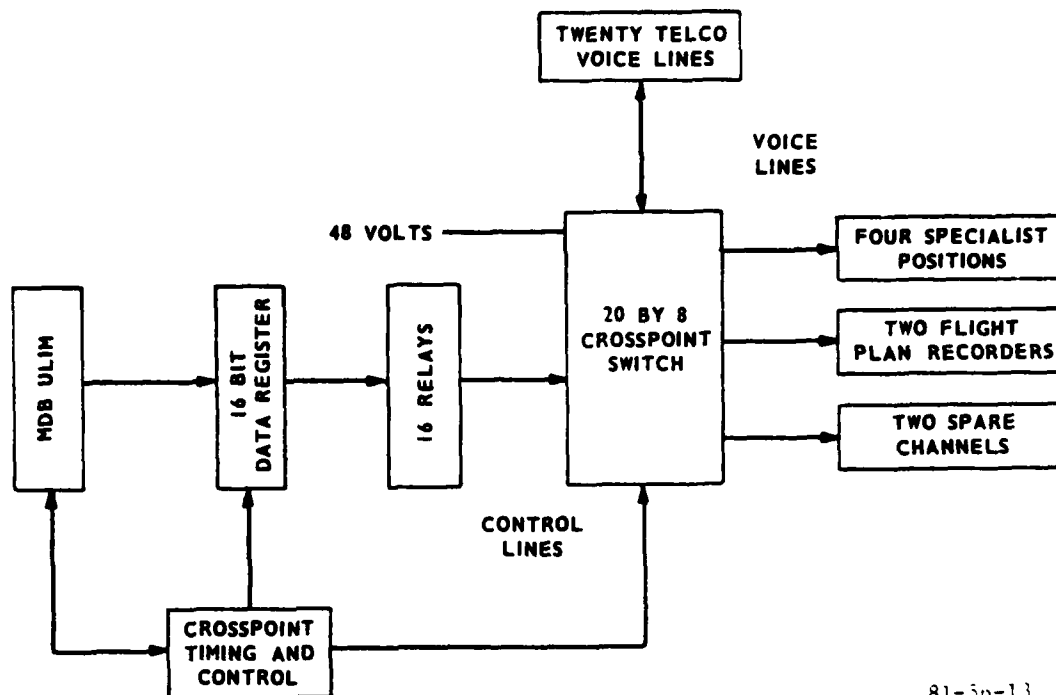 TWENTY TELCO
VOICE LINES
VOICE
LINES
48 VOLTS
FOUR SPECIALIST
POSITIONS
20 BY 8
CROSSPOINT
SWITCH
TWO FLIGHT
PLAN RECORDERS
MDB ULIM
16 BIT
DATA REGISTER
16 RELAYS
TWO SPARE
CHANNELS
CONTROL
LINES
CROSSPOINT
TIMING AND
CONTROL